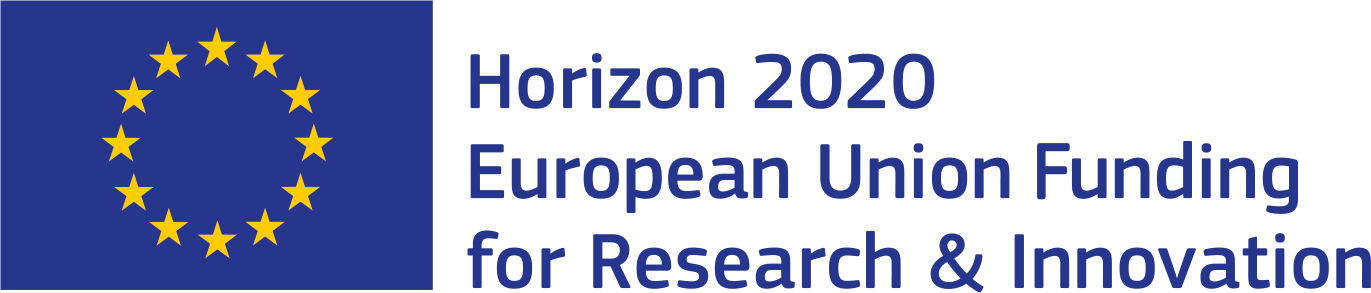 Horizon 2020
European Union Funding
for Research & Innovation